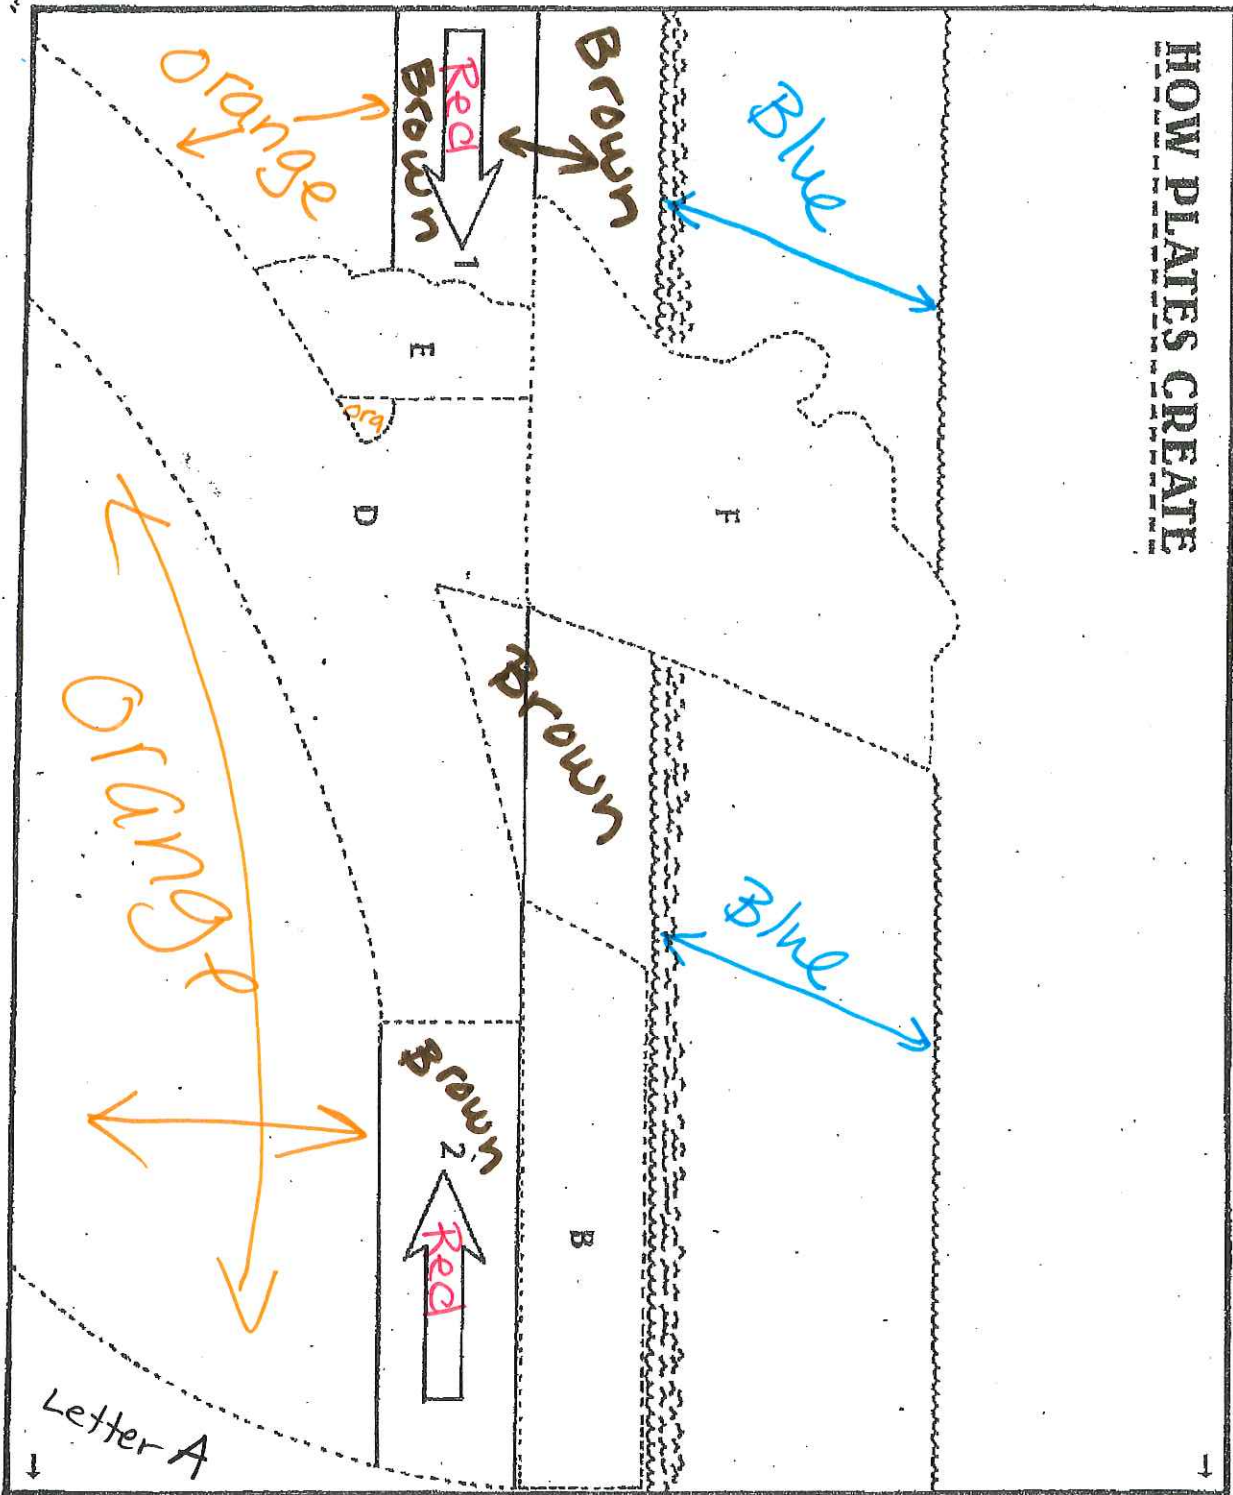 HOW PLATES CREATE
Blue
Blue
Brown
Brown
F
B
Red
1
Brown
E
D
Brown
2
Red
orange
org
orange
Letter A